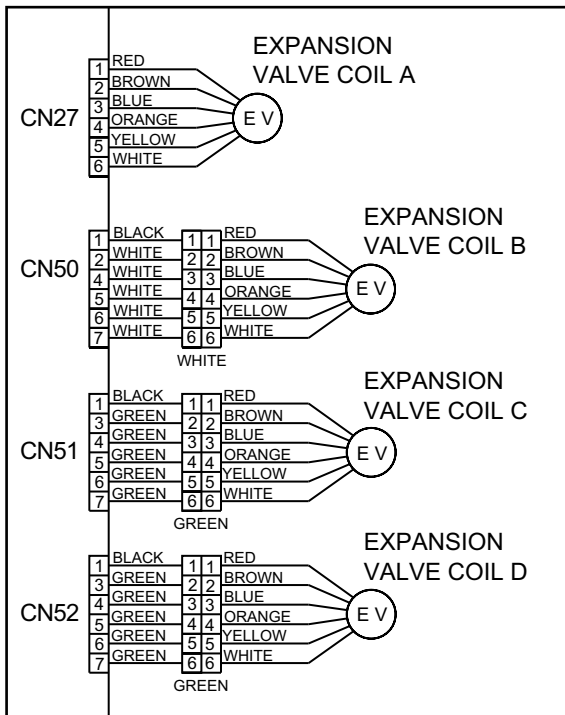 EXPANSION
VALVE COIL A
CN27
1 RED
2 BROWN
3 BLUE
4 ORANGE
5 YELLOW
6 WHITE
E V
EXPANSION
VALVE COIL B
CN50
1 BLACK 1 1 RED
2 WHITE 2 2 BROWN
4 WHITE 3 3 BLUE
5 WHITE 4 4 ORANGE
6 WHITE 5 5 YELLOW
7 WHITE 6 6 WHITE
E V
WHITE
EXPANSION
VALVE COIL C
CN51
1 BLACK 1 1 RED
3 GREEN 2 2 BROWN
4 GREEN 3 3 BLUE
5 GREEN 4 4 ORANGE
6 GREEN 5 5 YELLOW
7 GREEN 6 6 WHITE
E V
GREEN
EXPANSION
VALVE COIL D
CN52
1 BLACK 1 1 RED
3 GREEN 2 2 BROWN
4 GREEN 3 3 BLUE
5 GREEN 4 4 ORANGE
6 GREEN 5 5 YELLOW
7 GREEN 6 6 WHITE
E V
GREEN